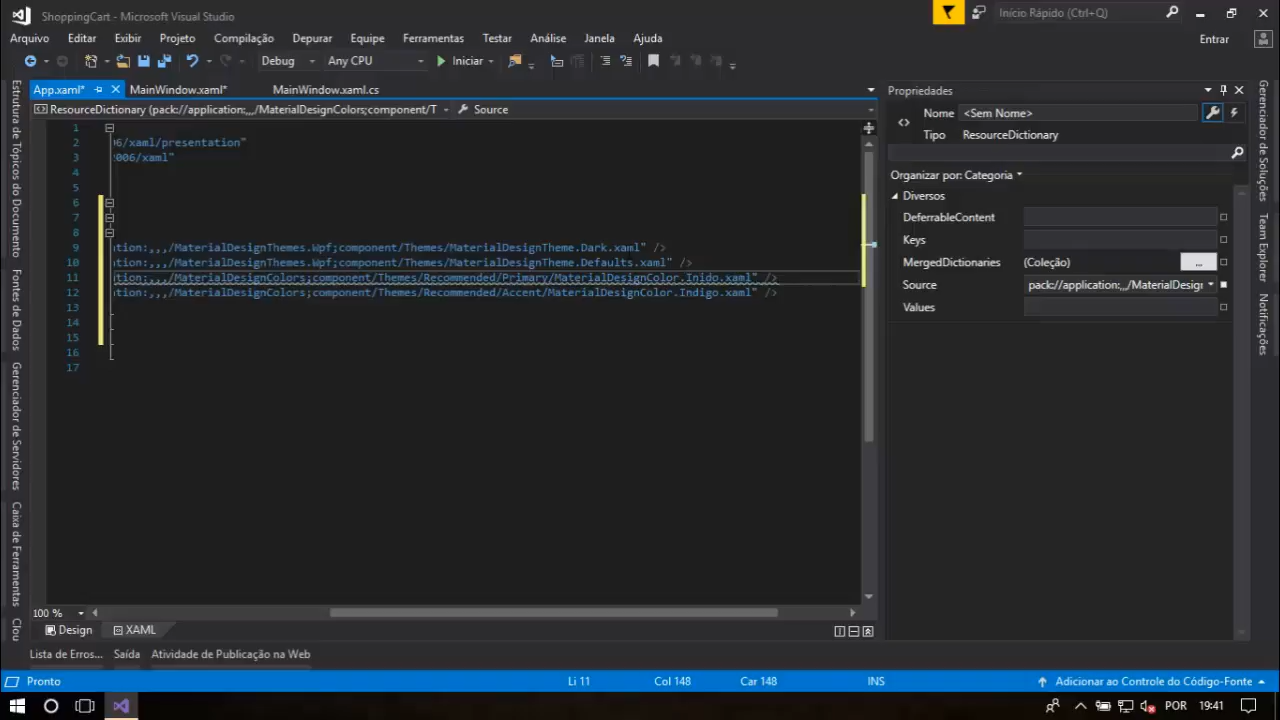 ShoppingCart - Microsoft Visual Studio
Início Rápido (Ctrl+Q)
Arquivo Editar Exibir Projeto Compilação Depurar Equipe Ferramentas Testar Análise Janela Ajuda
Entrar
Debug Any CPU Iniciar
App.xaml* MainWindow.xaml* MainWindow.xaml.cs
ResourceDictionary (pack://application:,,,/MaterialDesignColors;component/T Source
1
2 06/xaml/presentation"
3 2006/xaml"
4
5
6
7
8
9 ation:,,,/MaterialDesignThemes.Wpf;component/Themes/MaterialDesignTheme.Dark.xaml" />
10 ation:,,,/MaterialDesignThemes.Wpf;component/Themes/MaterialDesignTheme.Defaults.xaml" />
11 ation:,,,/MaterialDesignColors;component/Themes/Recommended/Primary/MaterialDesignColor.Inido.xaml" />
12 ation:,,,/MaterialDesignColors;component/Themes/Recommended/Accent/MaterialDesignColor.Indigo.xaml" />
13
14
15
16
17
100 %
Design XAML
Lista de Erros... Saída Atividade de Publicação na Web
Pronto Li 11 Col 148 Car 148 INS Adicionar ao Controle do Código-Fonte
Propriedades
Nome <Sem Nome>
Tipo ResourceDictionary
Organizar por: Categoria
Diversos
DeferrableContent
Keys
MergedDictionaries (Coleção) ...
Source pack://application:,,,/MaterialDesign
Values
Estrutura de Tópicos do Documento
Fontes de Dados
Gerenciador de Servidores
Caixa de Ferramentas
Clou
Gerenciador de Soluções
Team Explorer
Notificações
POR 19:41